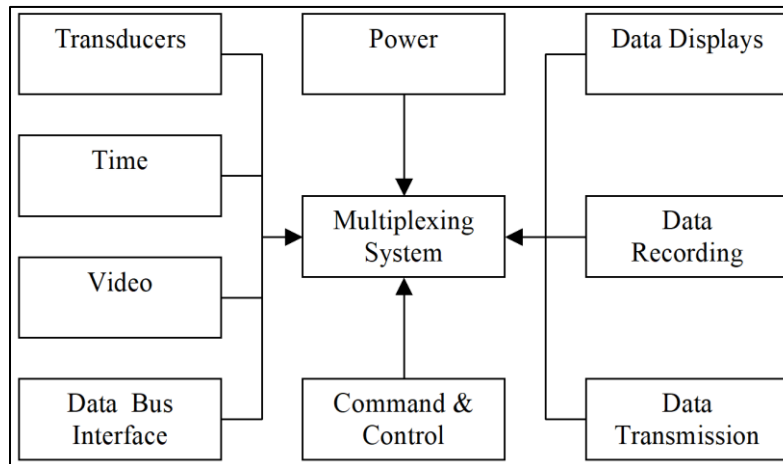 Transducers
Power
Data Displays
Time
Multiplexing
System
Data
Recording
Video
Data Bus
Interface
Command &
Control
Data
Transmission